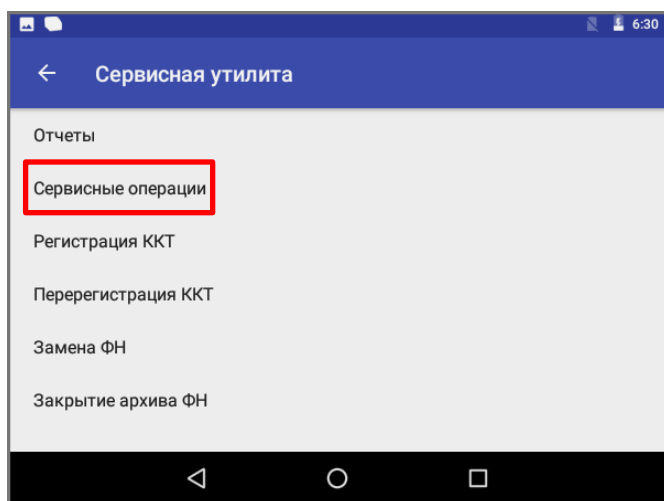 6:30
Сервисная утилита
Отчеты
Сервисные операции
Регистрация ККТ
Перерегистрация ККТ
Замена ФН
Закрытие архива ФН